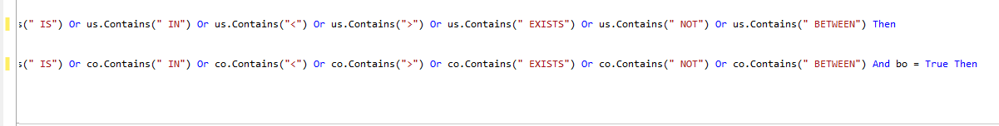 s(" IS") Or us.Contains(" IN") Or us.Contains("<") Or us.Contains(">") Or us.Contains(" EXISTS") Or us.Contains(" NOT") Or us.Contains(" BETWEEN") Then
s(" IS") Or co.Contains(" IN") Or co.Contains("<") Or co.Contains(">") Or co.Contains(" EXISTS") Or co.Contains(" NOT") Or co.Contains(" BETWEEN") And bo = True Then